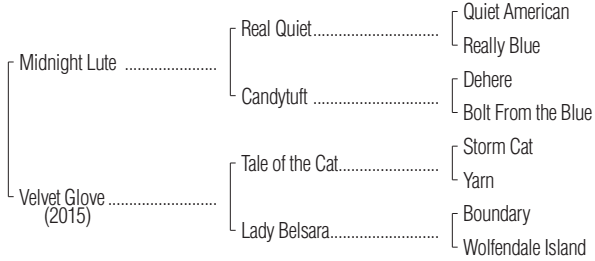 Quiet American
Real Quiet
Really Blue
Midnight Lute
Dehere
Candytuft
Bolt From the Blue
Storm Cat
Tale of the Cat
Yarn
Velvet Glove
(2015)
Boundary
Lady Belsara
Wolfendale Island